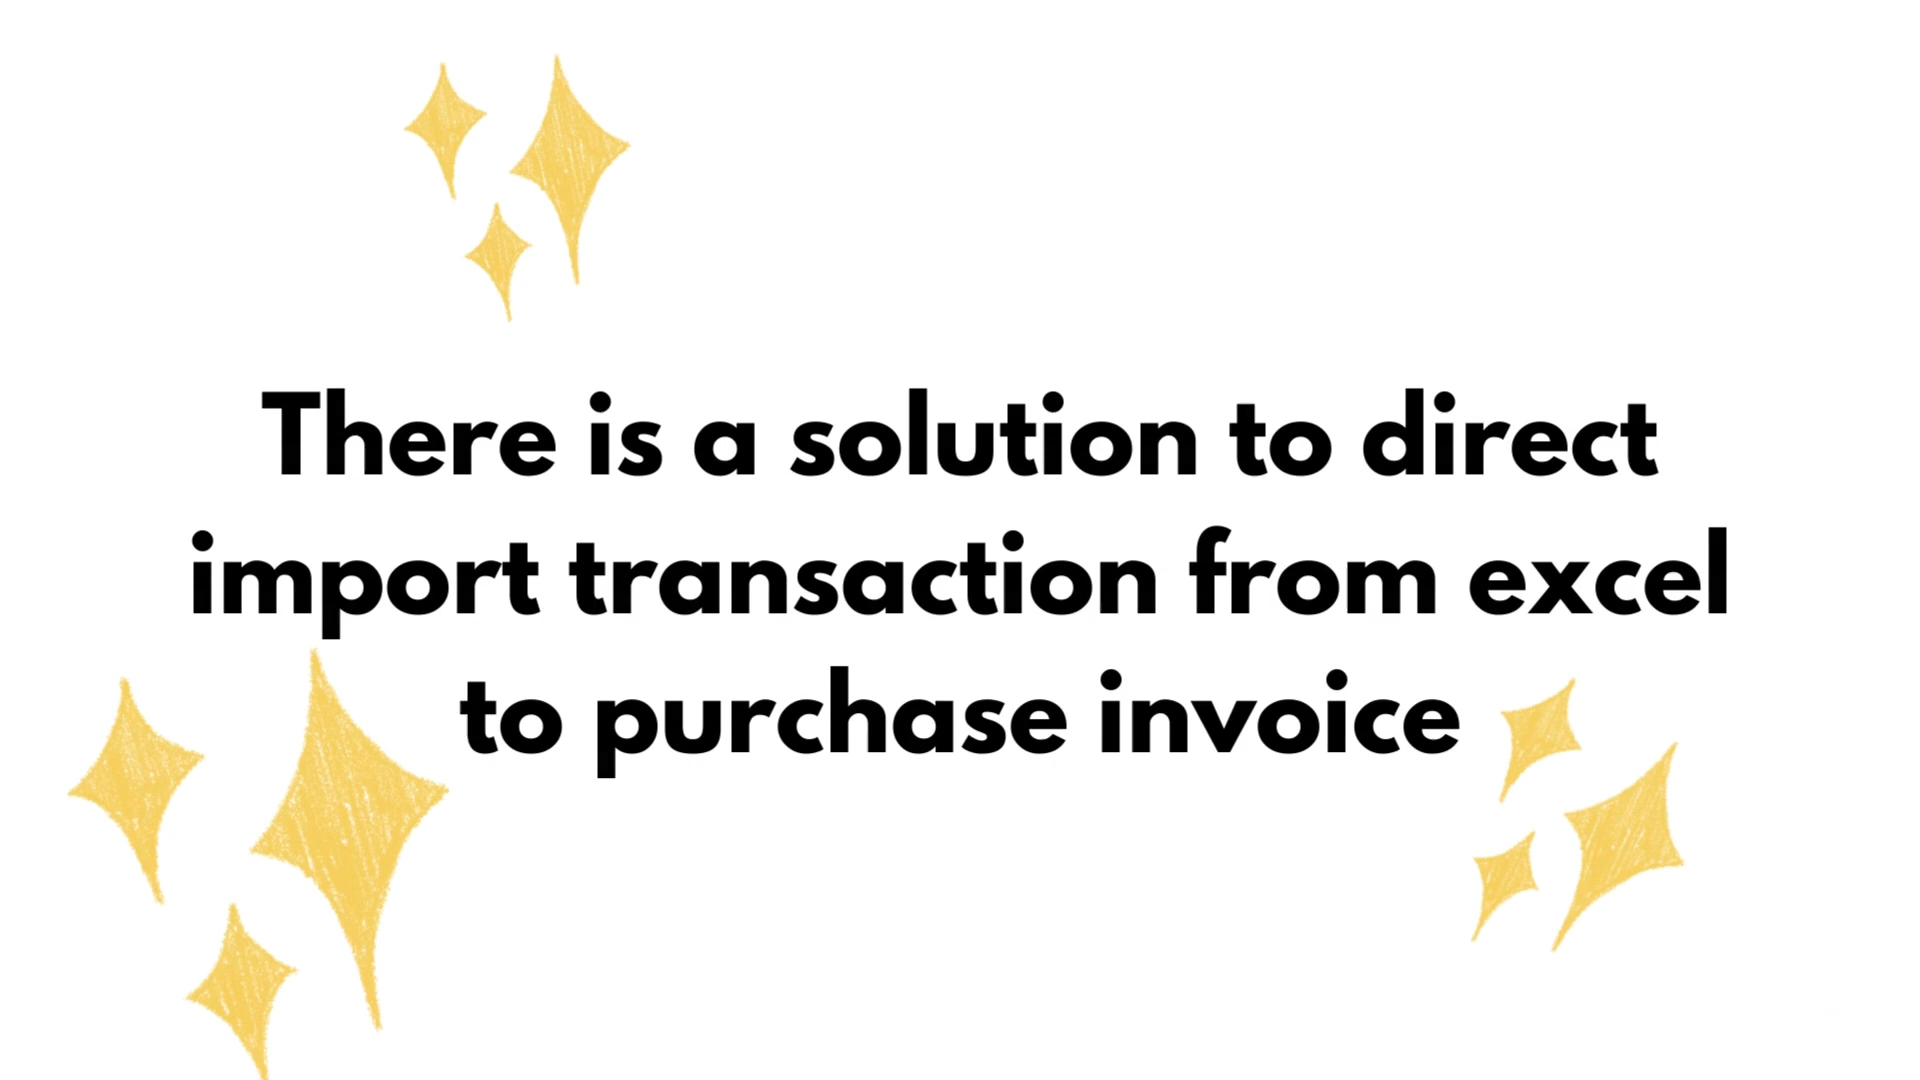 There is a solution to direct
import transaction from excel
to purchase invoice